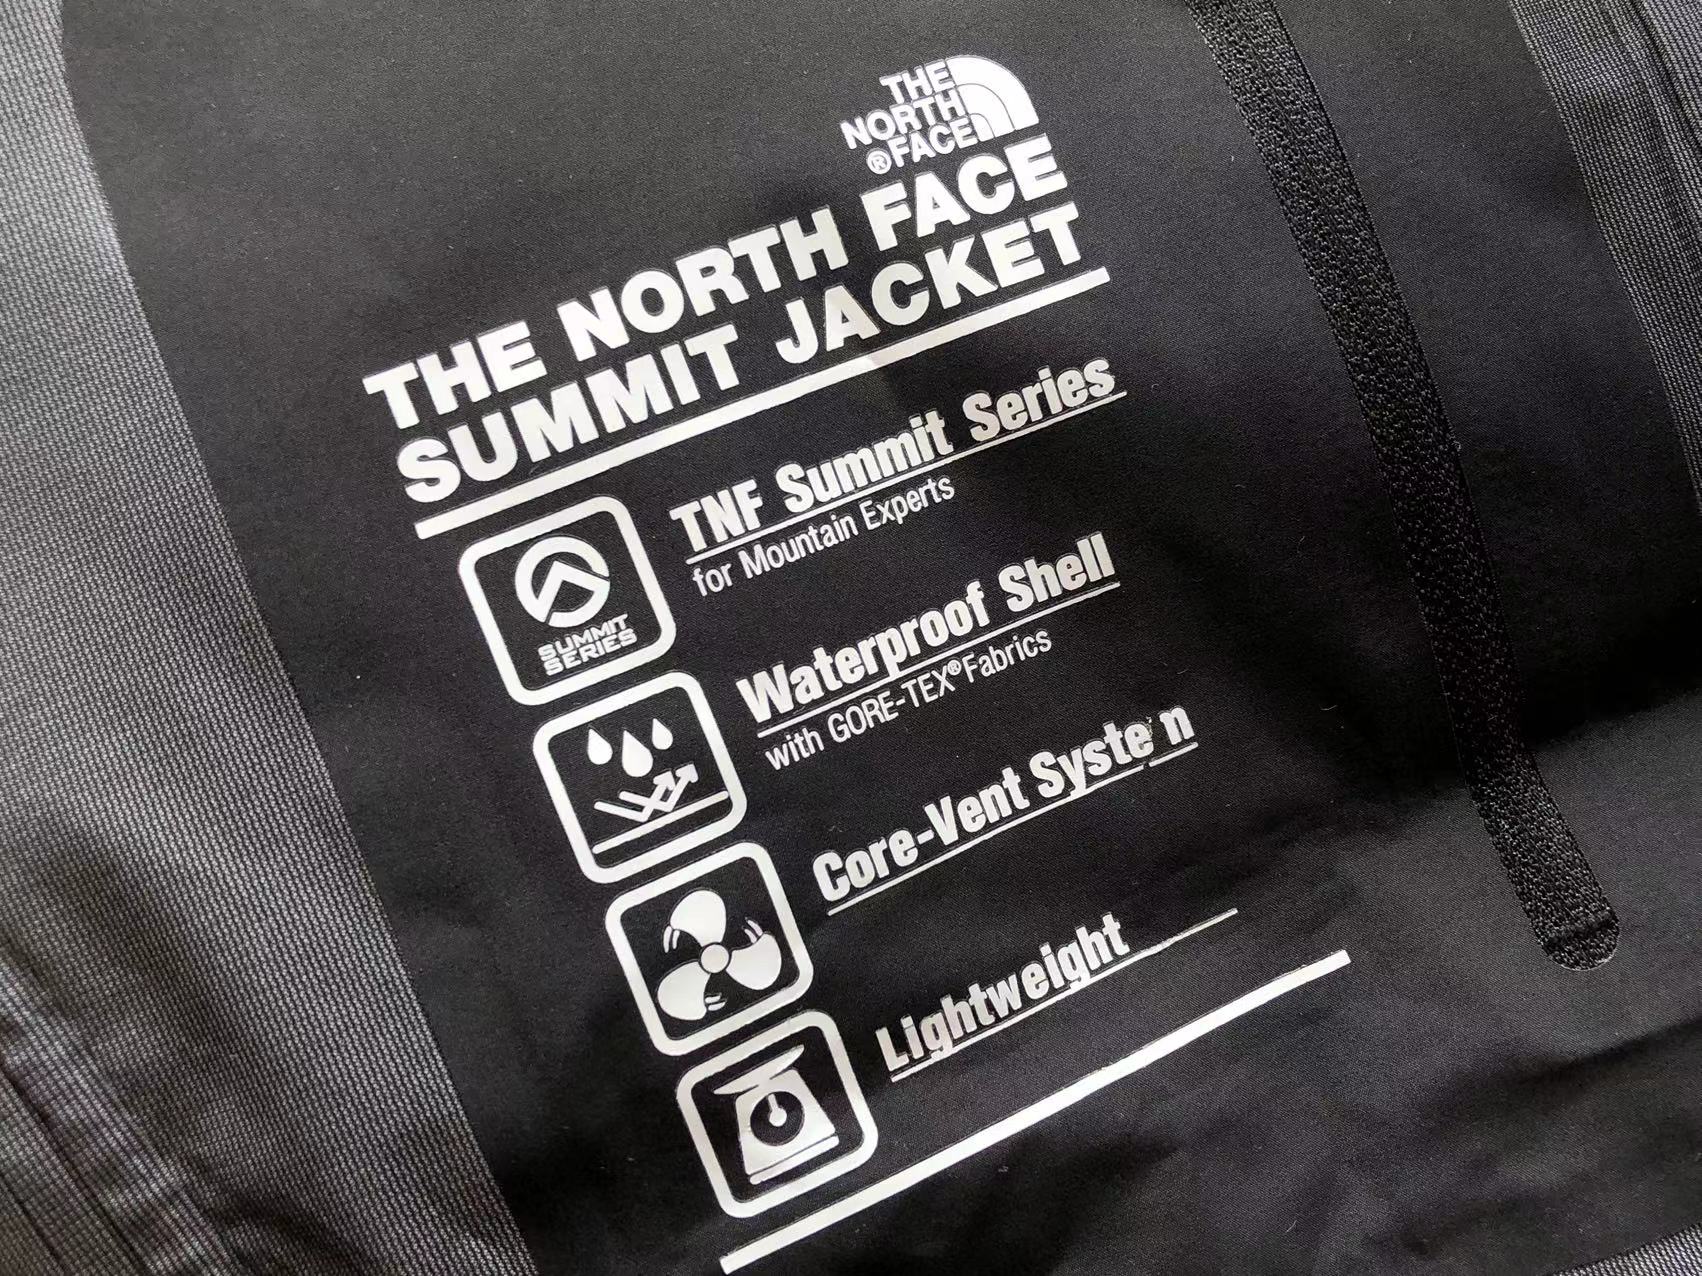 THE
NORTH
®FACE
THE NORTH FACE
SUMMIT JACKET
TNF Summit Series
for Mountain Experts
SUMMIT
SERIES
Waterproof Shell
with GORE-TEX® Fabrics
Core-Vent System
Lightweight